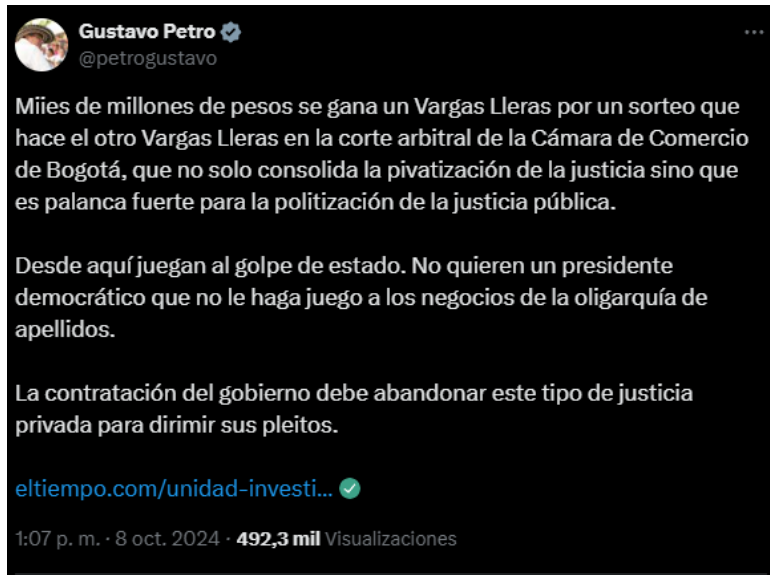 Gustavo Petro
@petrogustavo
Miies de millones de pesos se gana un Vargas Lleras por un sorteo que
hace el otro Vargas Lleras en la corte arbitral de la Cámara de Comercio
de Bogotá, que no solo consolida la pivatización de la justicia sino que
es palanca fuerte para la politización de la justicia pública.
Desde aquí juegan al golpe de estado. No quieren un presidente
democrático que no le haga juego a los negocios de la oligarquía de
apellidos.
La contratación del gobierno debe abandonar este tipo de justicia
privada para dirimir sus pleitos.
eltiempo.com/unidad-investi...
1:07 p. m. · 8 oct. 2024 · 492,3 mil Visualizaciones